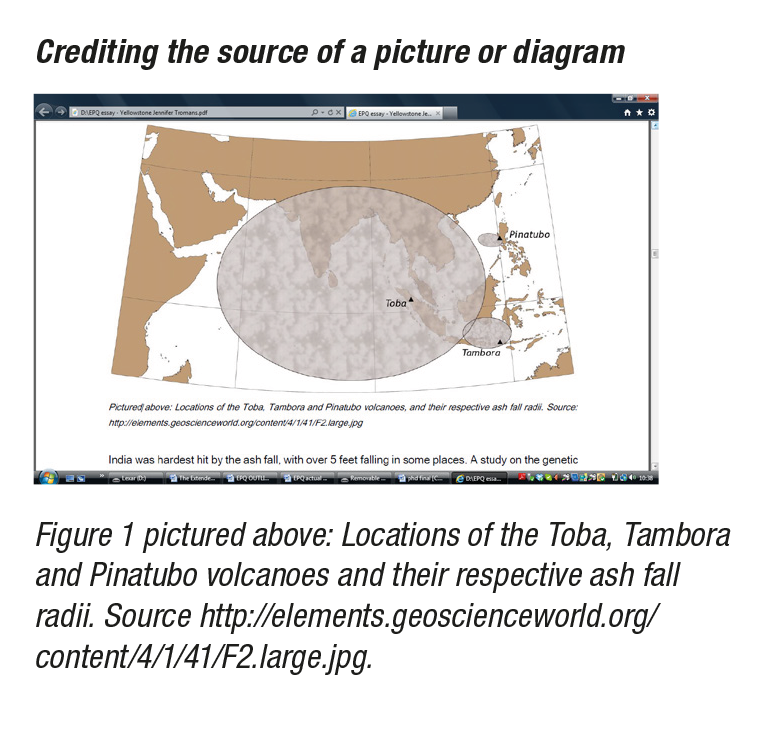 Crediting the source of a picture or diagram
D:\EPQ essay - Yellowstone Jennifer Tromans.pdf
EPQ essay - Yellowstone Je...
Pinatubo
Toba
Tambora
Pictured above: Locations of the Toba, Tambora and Pinatubo volcanoes, and their respective ash fall radii. Source:
http://elements.geoscienceworld.org/content/4/1/41/F2.large.jpg
India was hardest hit by the ash fall, with over 5 feet falling in some places. A study on the genetic
Lexar (D:) The Extende... EPQ OUTLI... EPQ actual ... Removable ... phd final [C... D:\EPQ essa... 10:38
Figure 1 pictured above: Locations of the Toba, Tambora
and Pinatubo volcanoes and their respective ash fall
radii. Source http://elements.geoscienceworld.org/
content/4/1/41/F2.large.jpg.